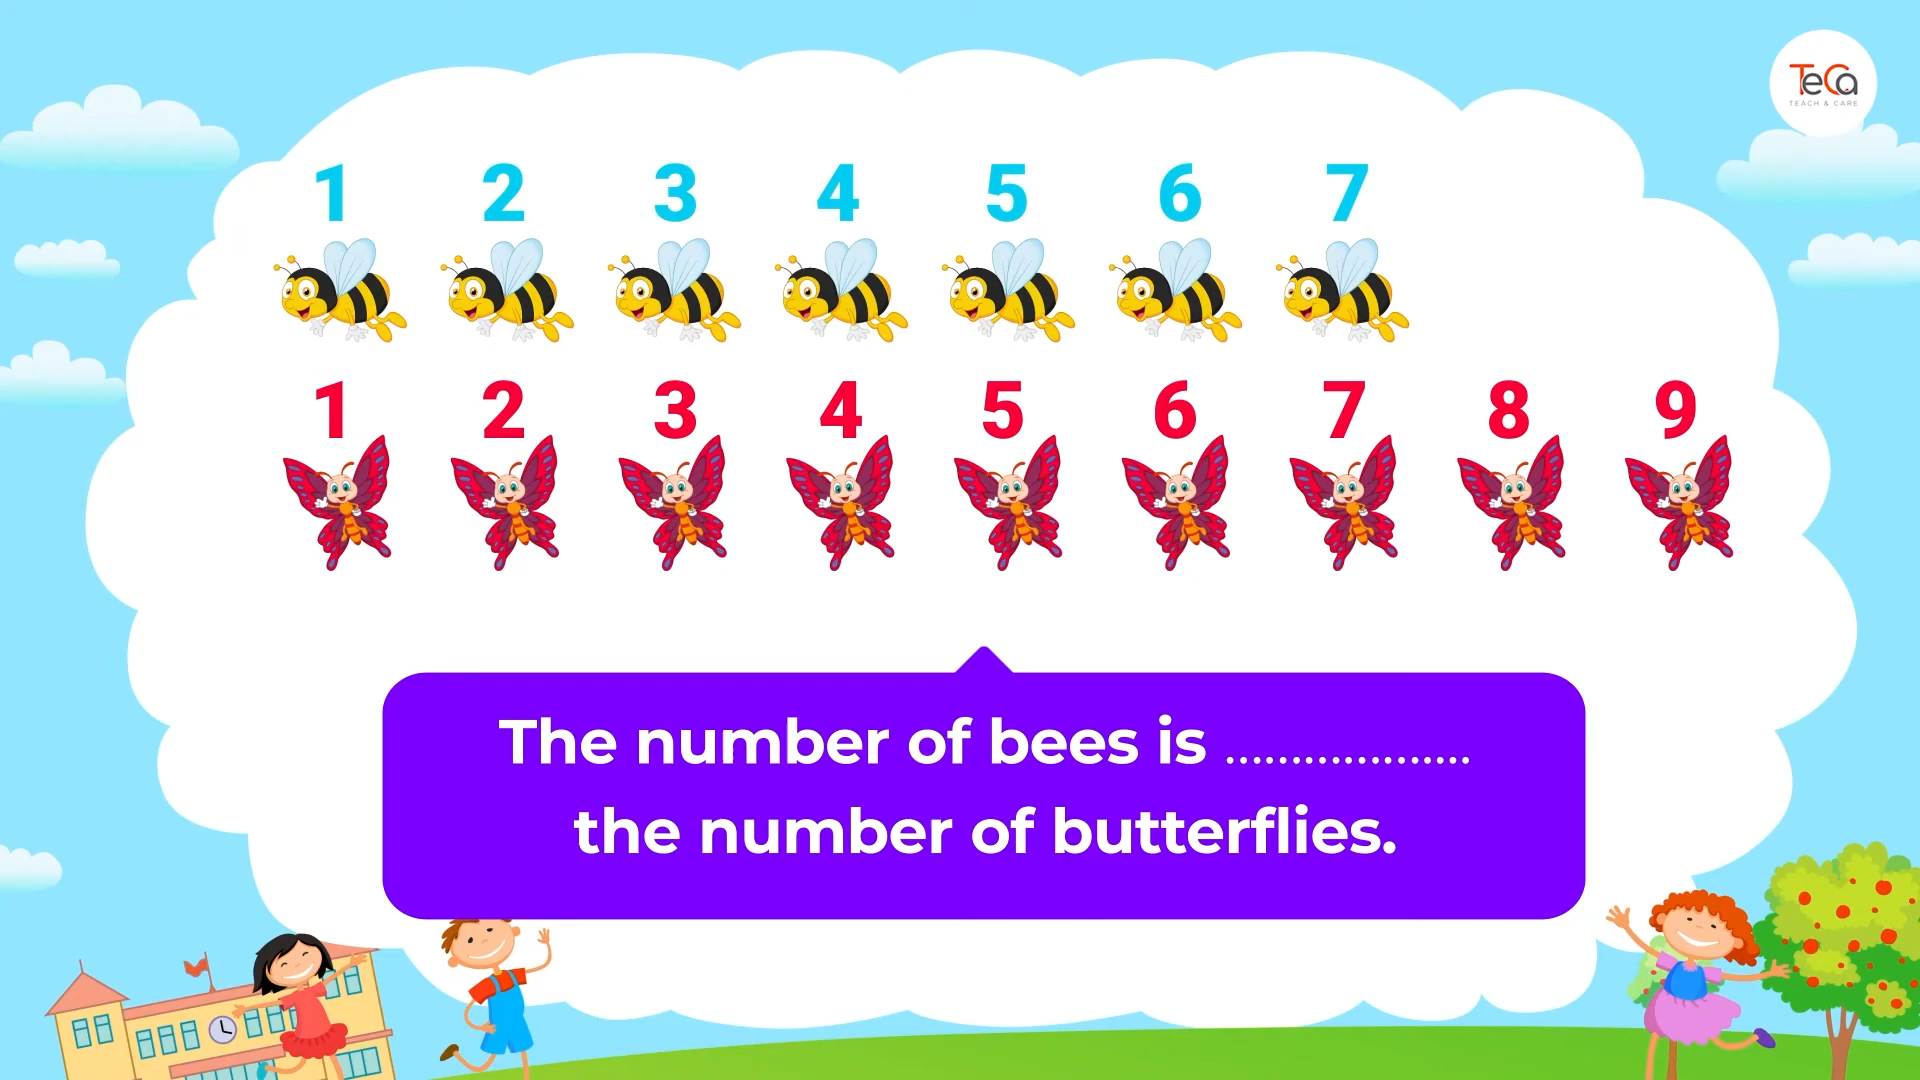 TeCa
TEACH & CARE
1 2 3 4 5 6 7
1 2 3 4 5 6 7 8 9
The number of bees is ...................
the number of butterflies.